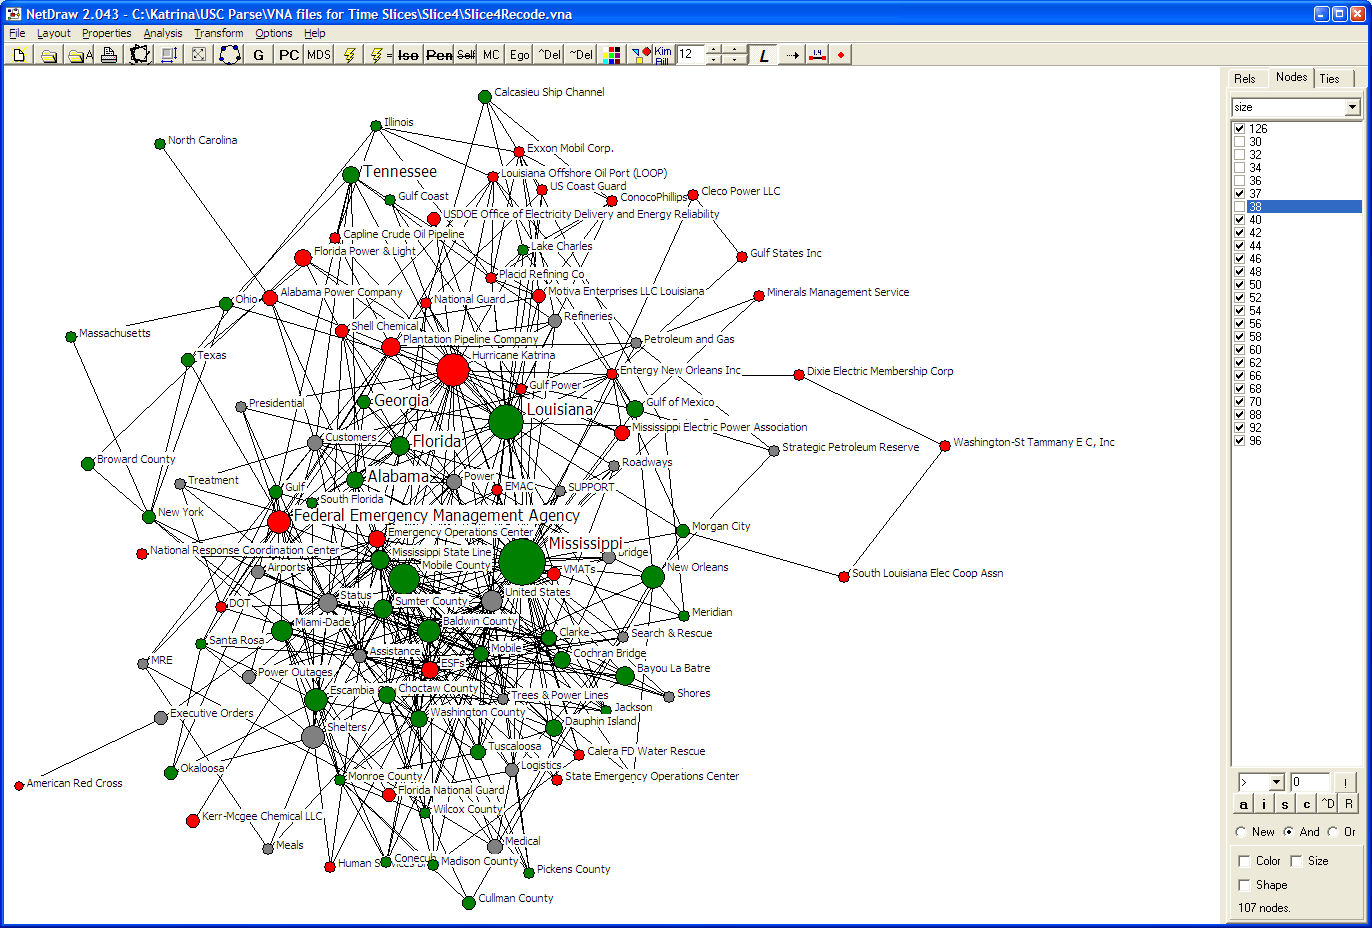 NetDraw 2.043 - C:\Katrina\USC Parse\VNA files for Time Slices\Slice4\Slice4Recode.vna
File Layout Properties Analysis Transform Options Help
A G PC MDS = Iso Pen Self MC Ego ^Del ~Del Kim Bill 12 L
Rels Nodes Ties
size
126
30
32
34
36
37
38
40
42
44
46
48
50
52
54
56
58
60
62
66
68
70
88
92
96
> 0 !
a i s c ^D R
New And Or
Color Size
Shape
107 nodes.
Calcasieu Ship Channel
Illinois
North Carolina
Exxon Mobil Corp.
Tennessee
Louisiana Offshore Oil Port (LOOP)
US Coast Guard
Gulf Coast
ConocoPhillips
Cleco Power LLC
USDOE Office of Electricity Delivery and Energy Reliability
Capline Crude Oil Pipeline
Lake Charles
Florida Power & Light
Gulf States Inc
Placid Refining Co
Alabama Power Company
Motiva Enterprises LLC Louisiana
Minerals Management Service
Ohio
National Guard
Refineries
Massachusetts
Shell Chemical
Plantation Pipeline Company
Petroleum and Gas
Texas
Hurricane Katrina
Entergy New Orleans Inc
Dixie Electric Membership Corp
Gulf Power
Presidential
Georgia
Louisiana
Gulf of Mexico
Mississippi Electric Power Association
Customers
Florida
Strategic Petroleum Reserve
Washington-St Tammany E C, Inc
Broward County
Roadways
Treatment
Alabama
Power
EMAC
SUPPORT
Gulf
South Florida
New York
Federal Emergency Management Agency
Morgan City
Emergency Operations Center
Mississippi
National Response Coordination Center
Mississippi State Line
Bridge
Airports
Mobile County
VMATs
New Orleans
South Louisiana Elec Coop Assn
Status
United States
DOT
Sumter County
Meridian
Miami-Dade
Baldwin County
Santa Rosa
Clarke
Search & Rescue
Assistance
Mobile
Cochran Bridge
MRE
ESFs
Power Outages
Bayou La Batre
Escambia
Choctaw County
Trees & Power Lines
Shores
Executive Orders
Washington County
Jackson
Shelters
Dauphin Island
Okaloosa
Tuscaloosa
Calera FD Water Rescue
American Red Cross
Logistics
Monroe County
State Emergency Operations Center
Florida National Guard
Kerr-Mcgee Chemical LLC
Wilcox County
Meals
Medical
Human
Conecuh
Madison County
Pickens County
Cullman County